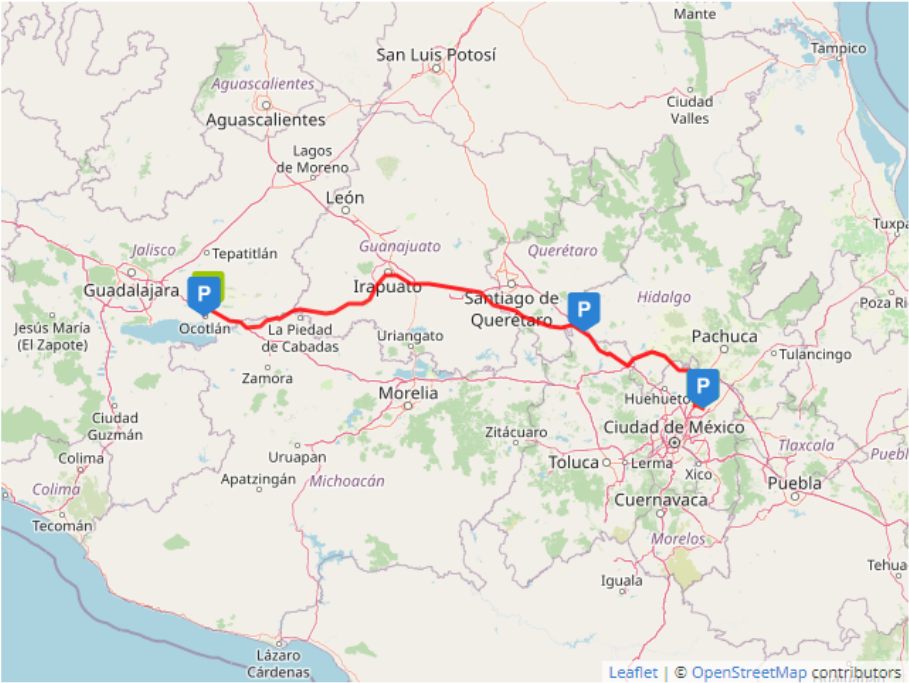 Mante
San Luis Potosí
Tampico
Aguascalientes
Ciudad
Valles
Aguascalientes
Lagos
de Moreno
León
Jalisco
Tepatitlán
Guanajuato
Querétaro
Guadalajara
P
Irapuato
Santiago de
Querétaro
P
Hidalgo
Poza Ri
Tuxpa
Jesús María
(El Zapote)
Ocotlán
La Piedad
de Cabadas
Uriangato
Pachuca
Tulancingo
Zamora
Morelia
Huehueto
P
Ciudad
Guzmán
Zitácuaro
Ciudad de México
Tlaxcala
Puebl
Colima
Uruapan
Toluca
Lerma
Xico
Apatzingán
Michoacán
Puebla
Colima
Cuernavaca
Tecomán
Morelos
Iguala
Tehua
Lázaro
Cárdenas
Leaflet | © OpenStreetMap contributors